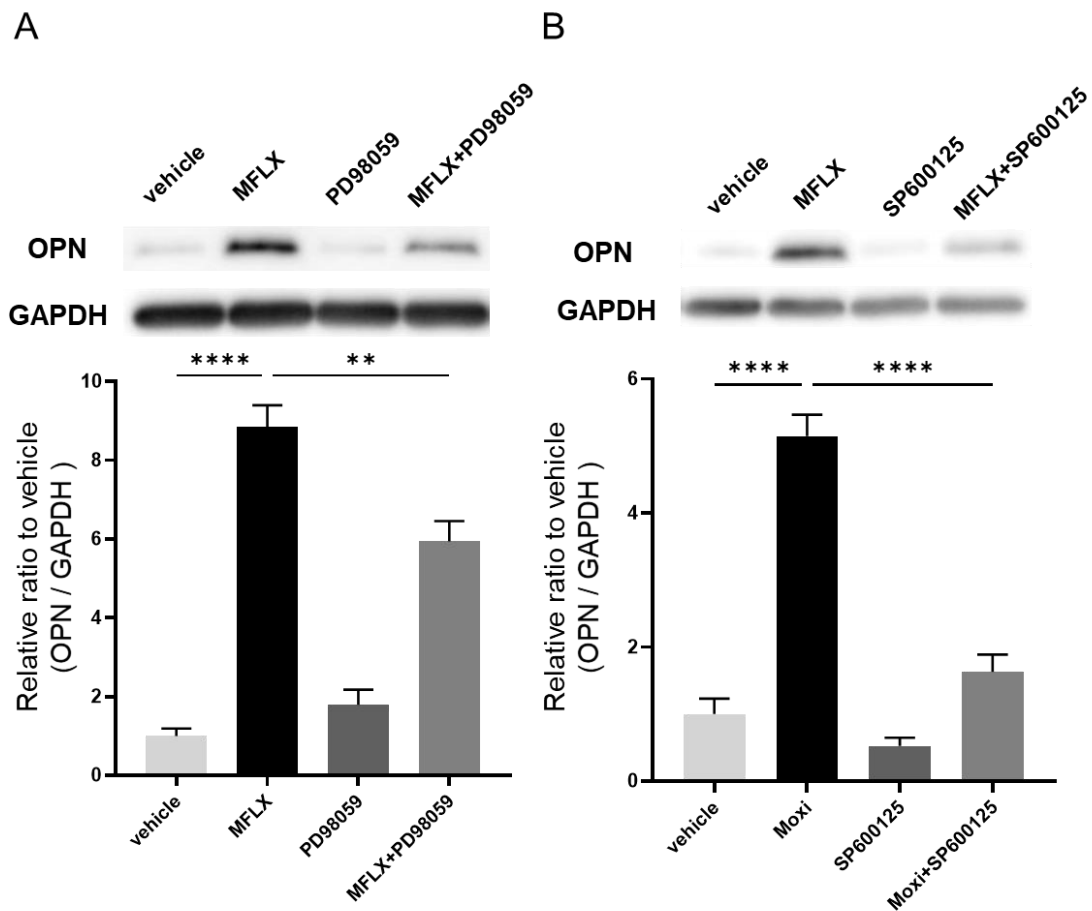 A
vehicle
MFLX
PD98059
MFLX+PD98059
OPN
GAPDH
****
**
Relative ratio to vehicle
(OPN / GAPDH )
10
8
6
4
2
0
vehicle
MFLX
PD98059
MFLX+PD98059
B
vehicle
MFLX
SP600125
MFLX+SP600125
OPN
GAPDH
****
****
Relative ratio to vehicle
(OPN / GAPDH )
6
4
2
0
vehicle
Moxi
SP600125
Moxi+SP600125